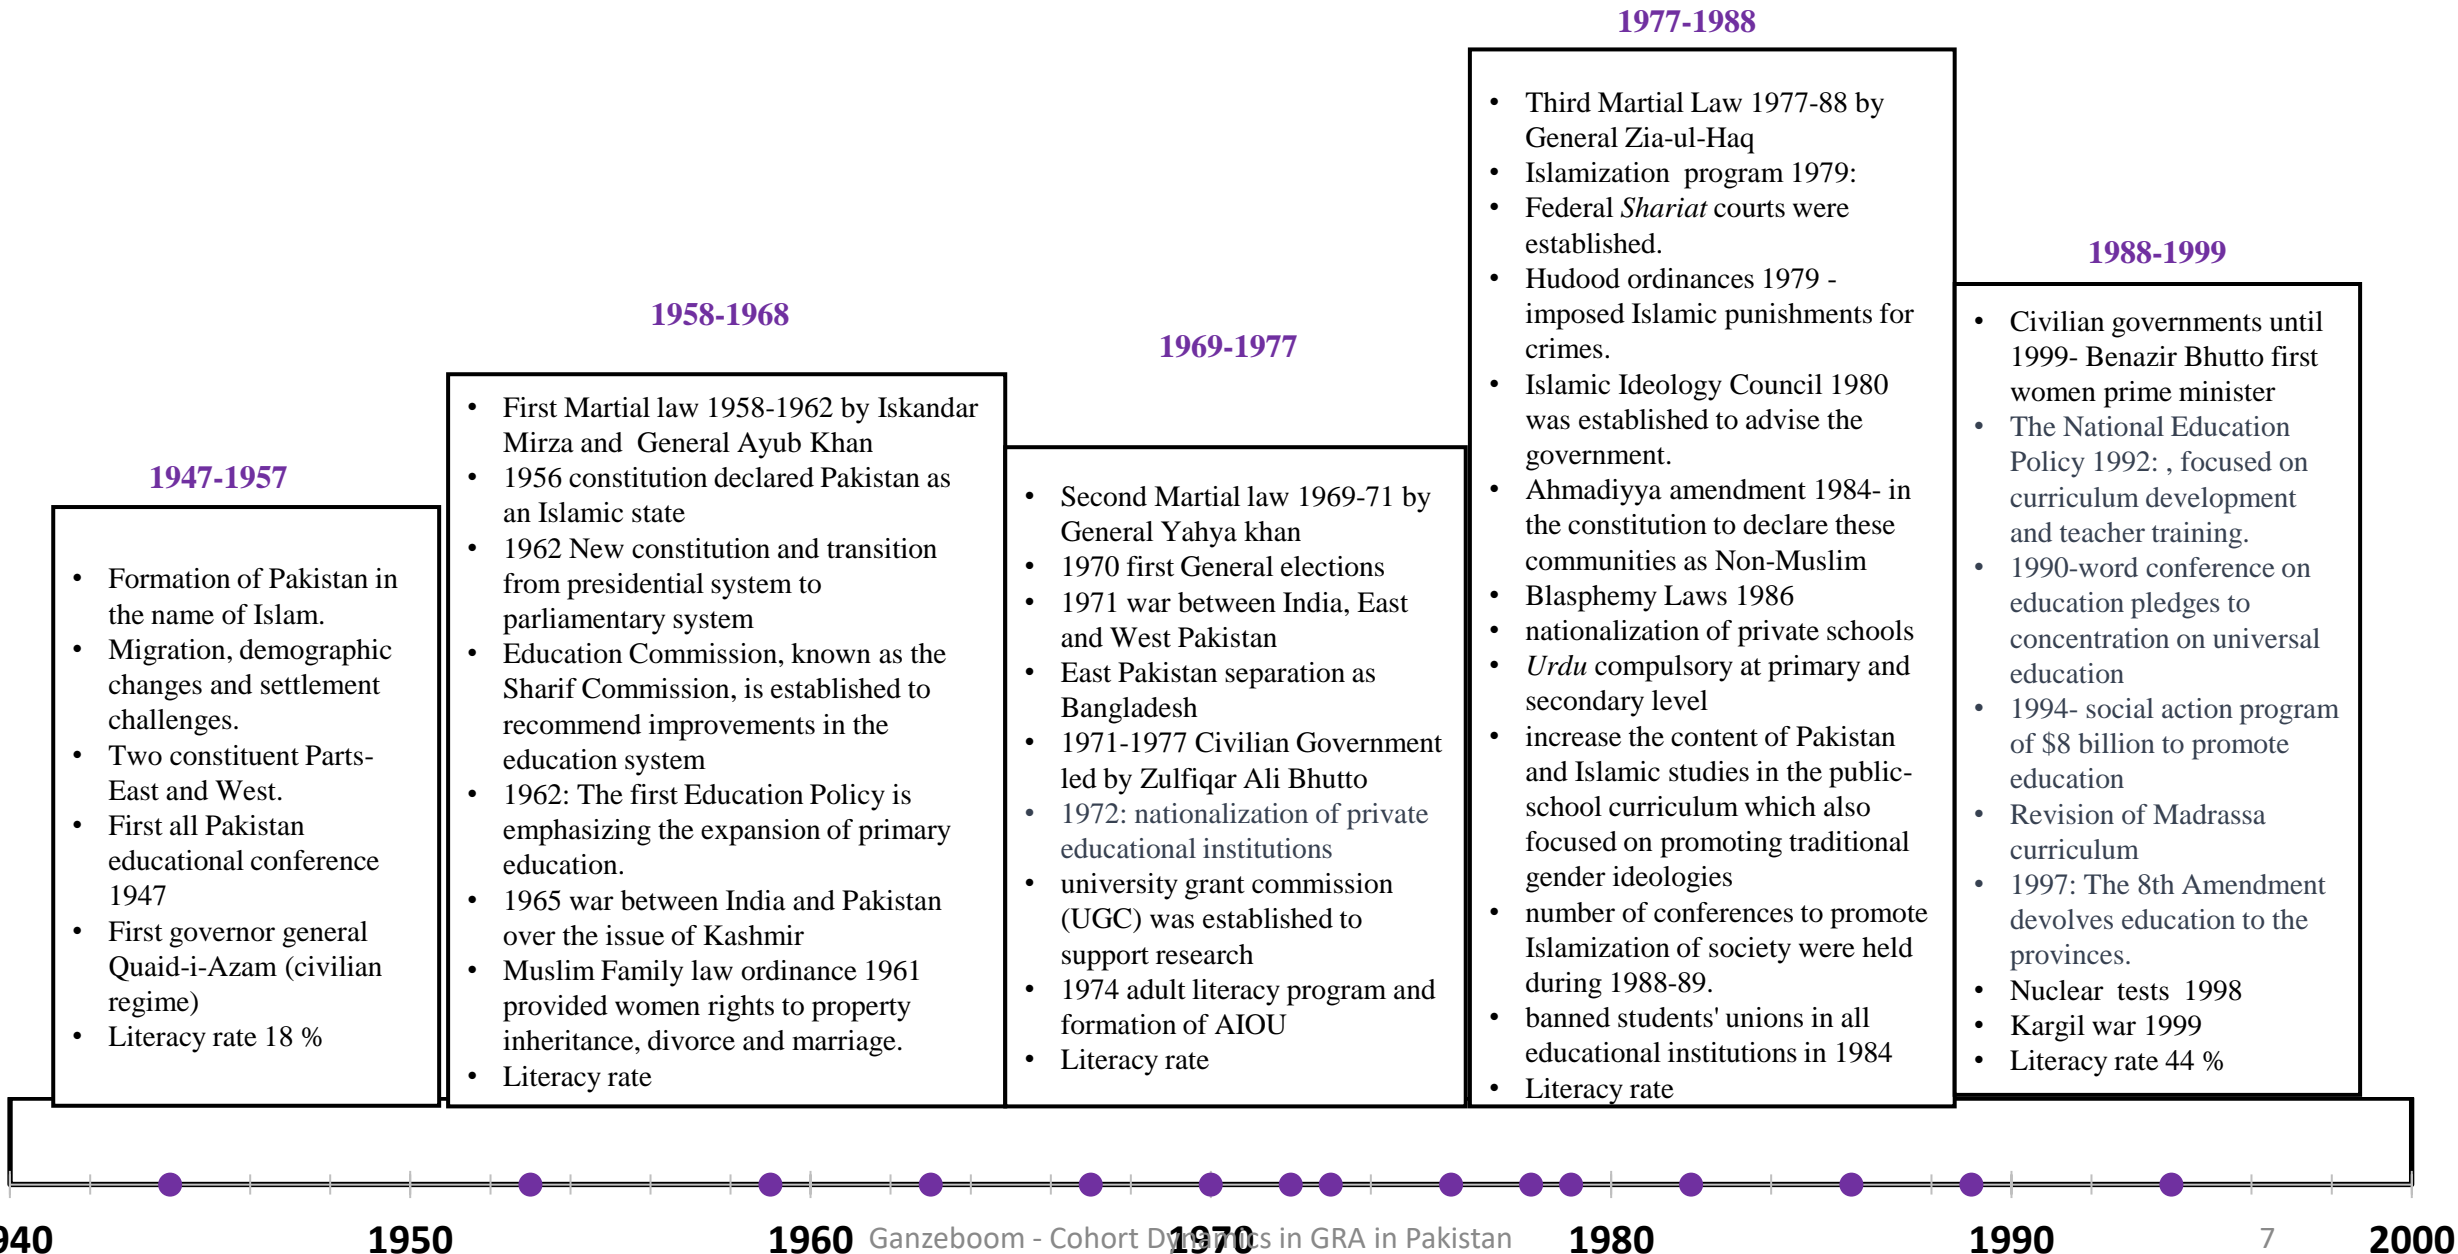 1947-1957
• Formation of Pakistan in
the name of Islam.
• Migration, demographic
changes and settlement
challenges.
• Two constituent Parts-
East and West.
• First all Pakistan
educational conference
1947
• First governor general
Quaid-i-Azam (civilian
regime)
• Literacy rate 18 %
1958-1968
• First Martial law 1958-1962 by Iskandar
Mirza and General Ayub Khan
• 1956 constitution declared Pakistan as
an Islamic state
• 1962 New constitution and transition
from presidential system to
parliamentary system
• Education Commission, known as the
Sharif Commission, is established to
recommend improvements in the
education system
• 1962: The first Education Policy is
emphasizing the expansion of primary
education.
• 1965 war between India and Pakistan
over the issue of Kashmir
• Muslim Family law ordinance 1961
provided women rights to property
inheritance, divorce and marriage.
• Literacy rate
1969-1977
• Second Martial law 1969-71 by
General Yahya khan
• 1970 first General elections
• 1971 war between India, East
and West Pakistan
• East Pakistan separation as
Bangladesh
• 1971-1977 Civilian Government
led by Zulfiqar Ali Bhutto
• 1972: nationalization of private
educational institutions
• university grant commission
(UGC) was established to
support research
• 1974 adult literacy program and
formation of AIOU
• Literacy rate
1977-1988
• Third Martial Law 1977-88 by
General Zia-ul-Haq
• Islamization program 1979:
• Federal Shariat courts were
established.
• Hudood ordinances 1979 -
imposed Islamic punishments for
crimes.
• Islamic Ideology Council 1980
was established to advise the
government.
• Ahmadiyya amendment 1984- in
the constitution to declare these
communities as Non-Muslim
• Blasphemy Laws 1986
• nationalization of private schools
• Urdu compulsory at primary and
secondary level
• increase the content of Pakistan
and Islamic studies in the public-
school curriculum which also
focused on promoting traditional
gender ideologies
• number of conferences to promote
Islamization of society were held
during 1988-89.
• banned students' unions in all
educational institutions in 1984
• Literacy rate
1988-1999
• Civilian governments until
1999- Benazir Bhutto first
women prime minister
• The National Education
Policy 1992: , focused on
curriculum development
and teacher training.
• 1990-word conference on
education pledges to
concentration on universal
education
• 1994- social action program
of $8 billion to promote
education
• Revision of Madrassa
curriculum
• 1997: The 8th Amendment
devolves education to the
provinces.
• Nuclear tests 1998
• Kargil war 1999
• Literacy rate 44 %
940 1950 1960 1970 1980 1990 2000
Ganzeboom - Cohort Dynamics in GRA in Pakistan 7